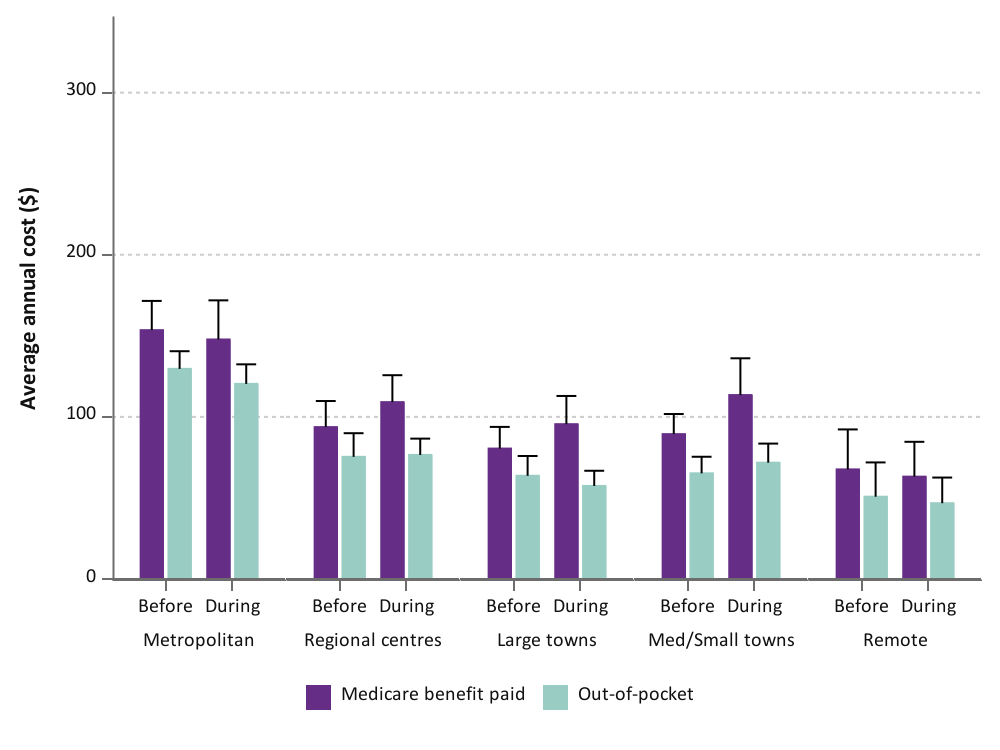 Average annual cost ($)
300
200
100
0
Before During Before During Before During Before During Before During
Metropolitan Regional centres Large towns Med/Small towns Remote
Medicare benefit paid Out-of-pocket